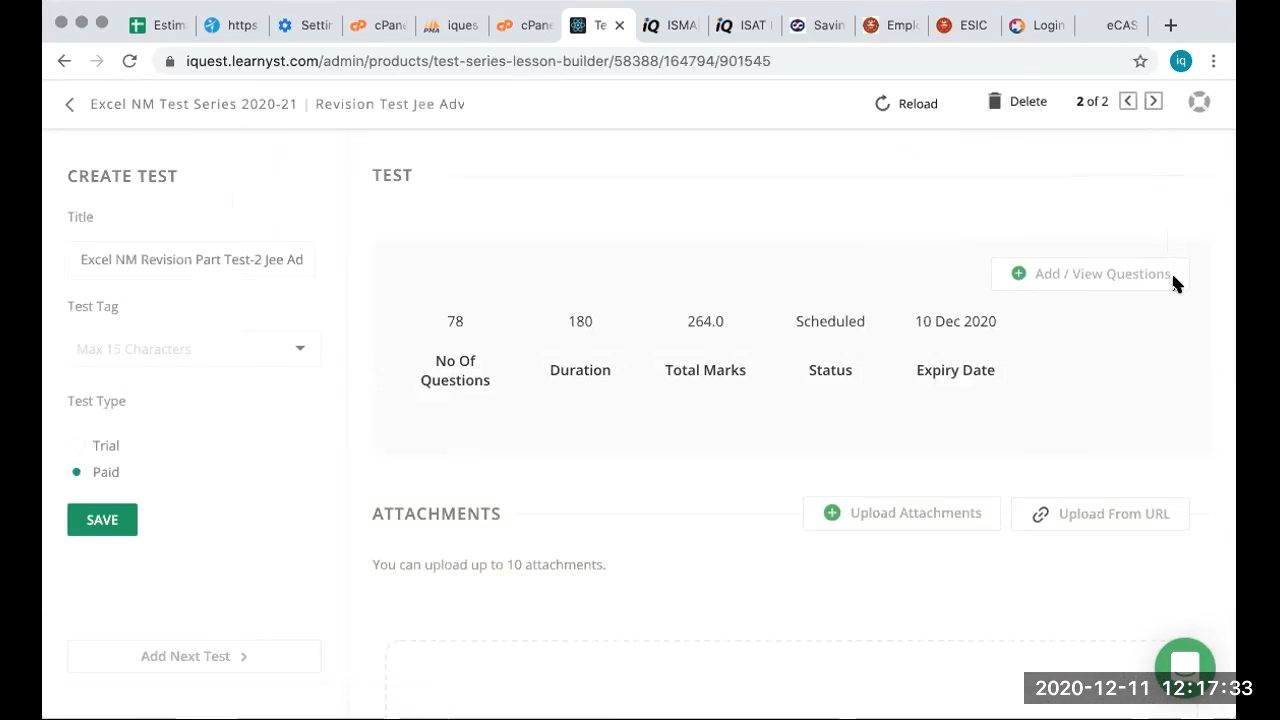 Estim
https
Settin
cPane
iques
cPane
Te
ISMA
ISAT I
Savin
Emplo
ESIC
Login
eCAS
iquest.learnyst.com/admin/products/test-series-lesson-builder/58388/164794/901545
iq
Excel NM Test Series 2020-21 | Revision Test Jee Adv
Reload
Delete
2 of 2
CREATE TEST
Title
Excel NM Revision Part Test-2 Jee Ad
Test Tag
Max 15 Characters
Test Type
Trial
Paid
SAVE
Add Next Test
TEST
Add / View Questions
78 180 264.0 Scheduled 10 Dec 2020
No Of Questions Duration Total Marks Status Expiry Date
ATTACHMENTS
Upload Attachments
Upload From URL
You can upload up to 10 attachments.
2020-12-11 12:17:33